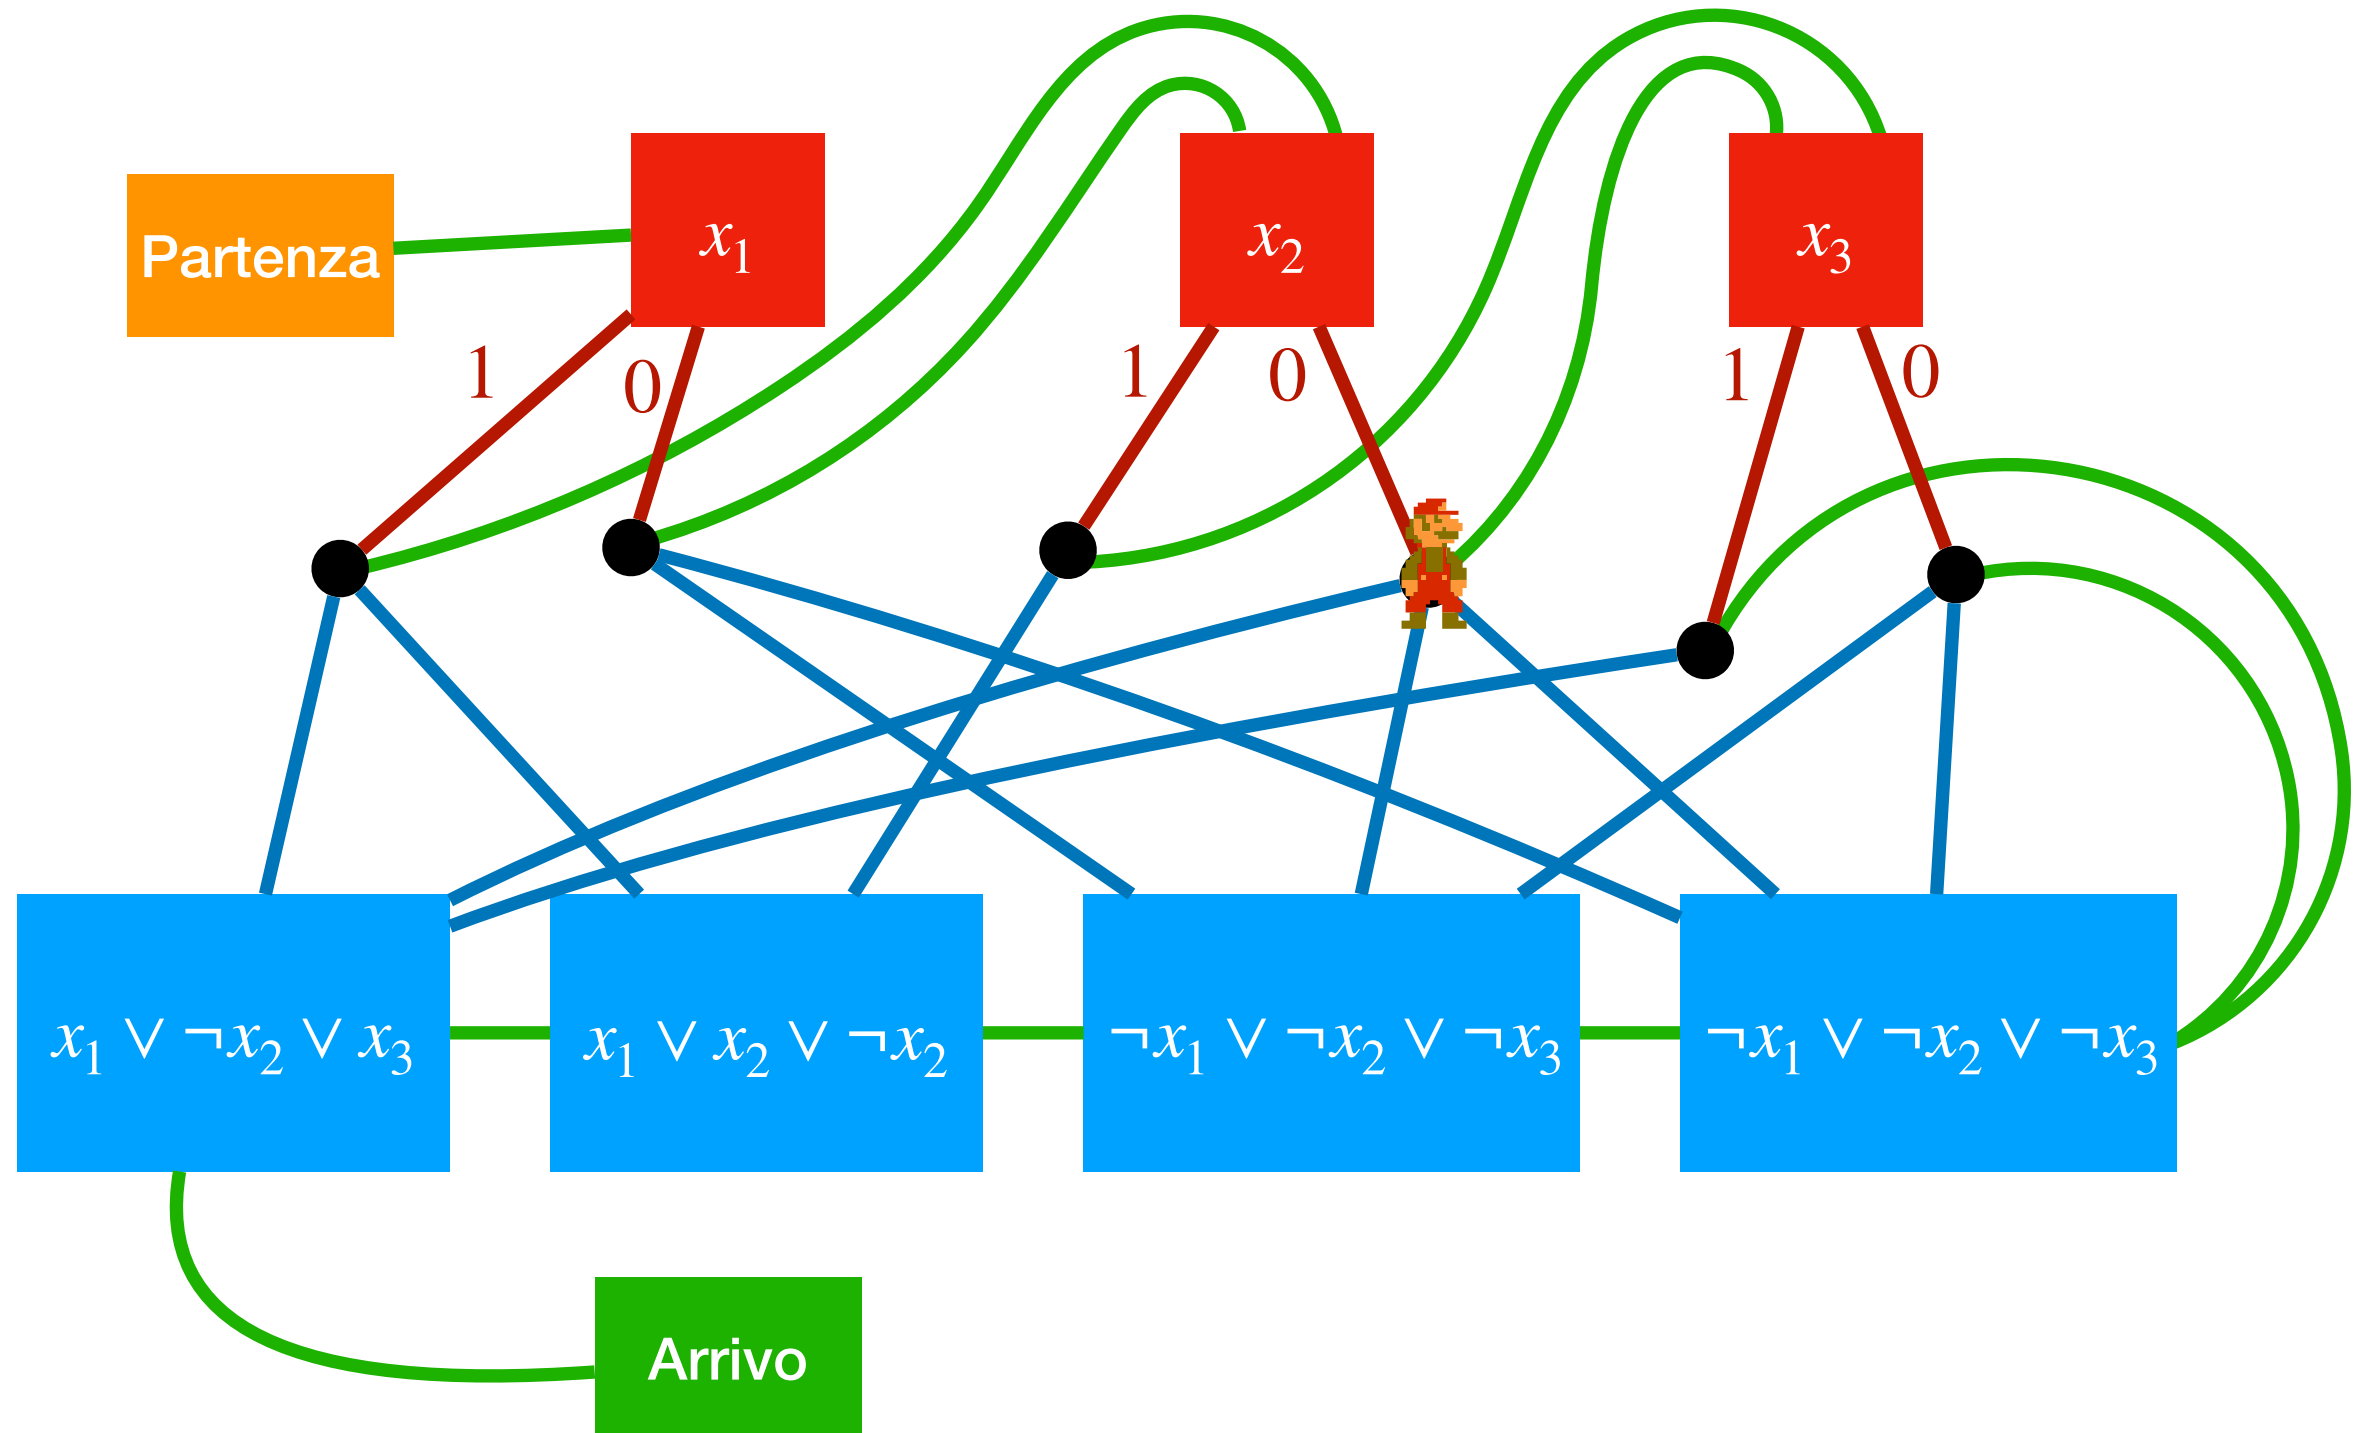 Partenza
x₁
x₂
x₃
1
0
1
0
1
0
x₁ ∨ ¬x₂ ∨ x₃
x₁ ∨ x₂ ∨ ¬x₂
¬x₁ ∨ ¬x₂ ∨ ¬x₃
¬x₁ ∨ ¬x₂ ∨ ¬x₃
Arrivo